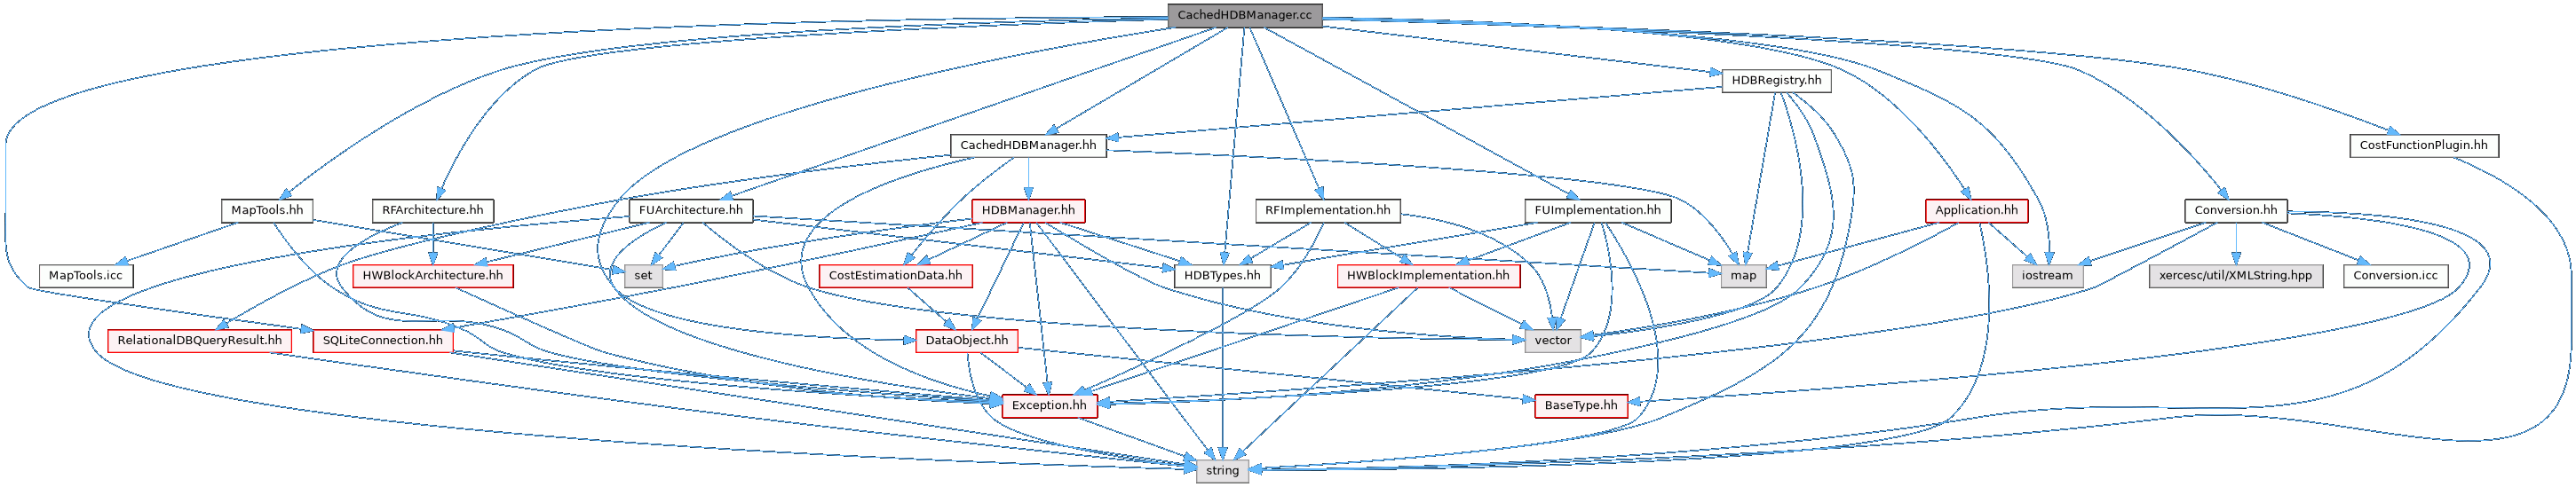 CachedHDBManager.cc
HDBRegistry.hh
CachedHDBManager.hh
CostFunctionPlugin.hh
MapTools.hh
RFArchitecture.hh
FUArchitecture.hh
HDBManager.hh
RFImplementation.hh
FUImplementation.hh
Application.hh
Conversion.hh
MapTools.icc
HWBlockArchitecture.hh
set
CostEstimationData.hh
HDBTypes.hh
HWBlockImplementation.hh
map
iostream
xercesc/util/XMLString.hpp
Conversion.icc
RelationalDBQueryResult.hh
SQLiteConnection.hh
DataObject.hh
vector
Exception.hh
BaseType.hh
string